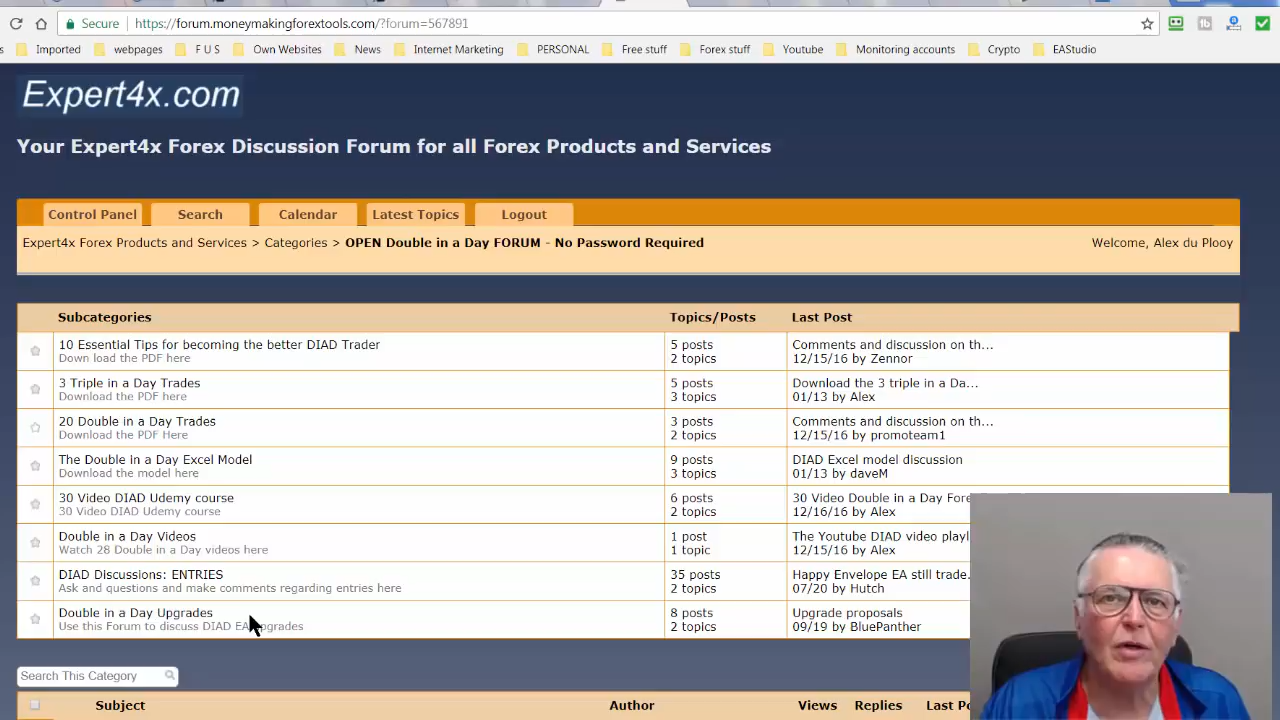 Secure https://forum.moneymakingforextools.com/?forum=567891
Imported webpages F U S Own Websites News Internet Marketing PERSONAL Free stuff Forex stuff Youtube Monitoring accounts Crypto EAStudio
Expert4x.com
Your Expert4x Forex Discussion Forum for all Forex Products and Services
Control Panel Search Calendar Latest Topics Logout
Expert4x Forex Products and Services > Categories > OPEN Double in a Day FORUM - No Password Required Welcome, Alex du Plooy
Subcategories Topics/Posts Last Post
10 Essential Tips for becoming the better DIAD Trader 5 posts Comments and discussion on th...
Down load the PDF here 2 topics 12/15/16 by Zennor
3 Triple in a Day Trades 5 posts Download the 3 triple in a Da...
Download the PDF here 3 topics 01/13 by Alex
20 Double in a Day Trades 3 posts Comments and discussion on th...
Download the PDF Here 2 topics 12/15/16 by promoteam1
The Double in a Day Excel Model 9 posts DIAD Excel model discussion
Download the model here 3 topics 01/13 by daveM
30 Video DIAD Udemy course 6 posts 30 Video Double in a Day
30 Video DIAD Udemy course 2 topics 12/16/16 by Alex
Double in a Day Videos 1 post The Youtube DIAD video
Watch 28 Double in a Day videos here 1 topic 12/15/16 by Alex
DIAD Discussions: ENTRIES 35 posts Happy Envelope EA still trade..
Ask and questions and make comments regarding entries here 2 topics 07/20 by Hutch
Double in a Day Upgrades 8 posts Upgrade proposals
Use this Forum to discuss DIAD EA upgrades 2 topics 09/19 by BluePanther
Search This Category
Subject Author Views Replies Last